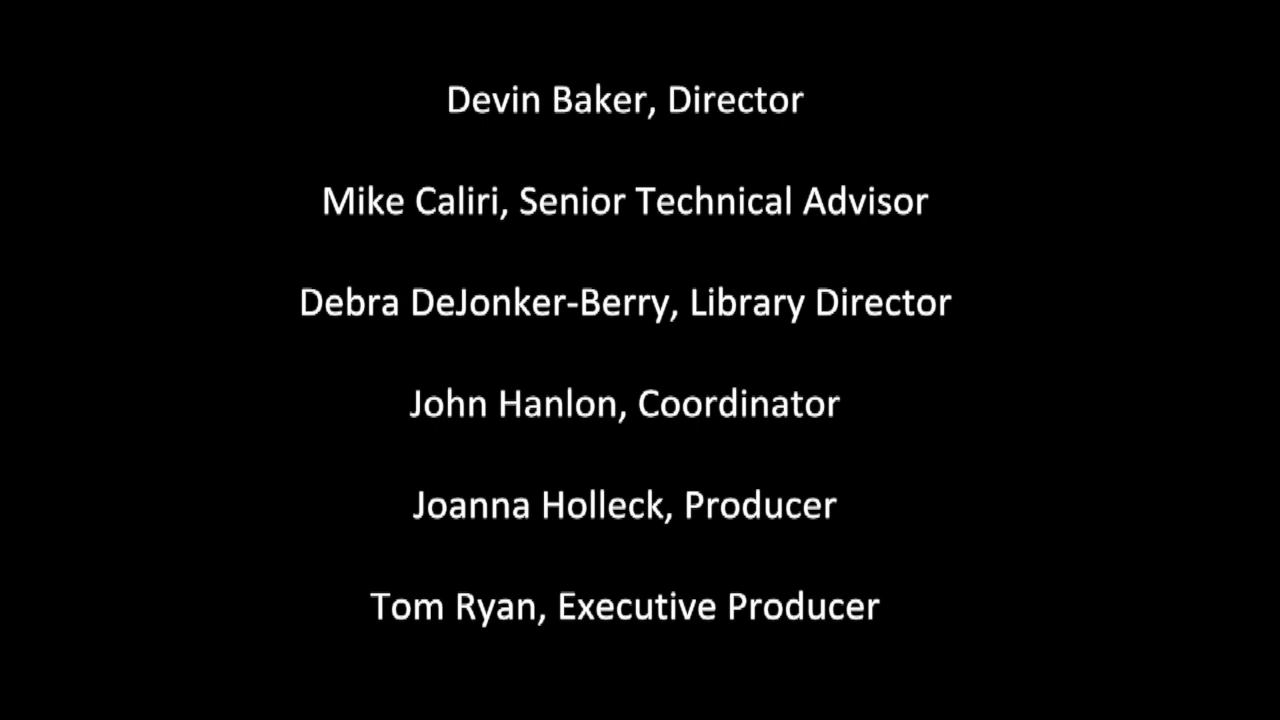 Devin Baker, Director
Mike Caliri, Senior Technical Advisor
Debra DeJonker-Berry, Library Director
John Hanlon, Coordinator
Joanna Holleck, Producer
Tom Ryan, Executive Producer